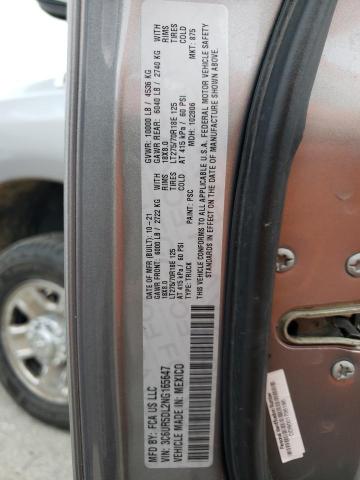 MFD BY: FCA US LLC
VIN: 3C6UR5DL2NG165647
VEHICLE MADE IN: MEXICO
DATE OF MFR (BUILT): 10-21
GAWR FRONT: 6000 LB / 2722 KG WITH
18X8.0 RIMS
LT275/70R18E 125 TIRES
AT 415 kPa / 60 PSI COLD
TYPE: TRUCK PAINT: PSC
GVWR: 10000 LB / 4536 KG
GAWR REAR: 6040 LB / 2740 KG WITH
18X8.0 RIMS
LT275/70R18E 125 TIRES
AT 415 kPa / 60 PSI COLD
MDH: 102806 MKT: 875
VEHICLE CONFORMS TO ALL APPLICABLE U.S.A. FEDERAL MOTOR VEHICLE SAFETY
STANDARDS IN EFFECT ON THE DATE OF MANUFACTURE SHOWN ABOVE.